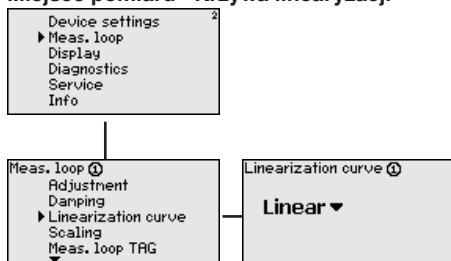 Miejsce pomiaru - Krzywa linearyzacji
2
Device settings
Meas. loop
Display
Diagnostics
Service
Info
Meas. loop ①
Adjustment
Damping
Linearization curve
Scaling
Meas. loop TAG
Linearization curve ①
Linear